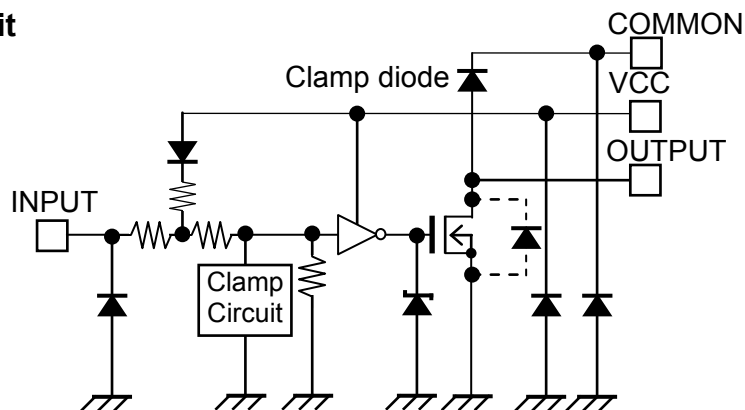 it
COMMON
Clamp diode
VCC
OUTPUT
INPUT
Clamp
Circuit